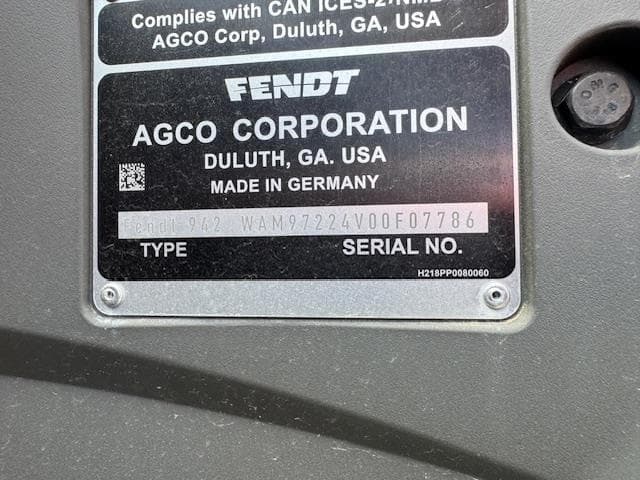 Complies with CAN ICES-2/NMB-
AGCO Corp, Duluth, GA, USA
FENDT
AGCO CORPORATION
DULUTH, GA. USA
MADE IN GERMANY
Fendt 942 WAM97224V00F07786
TYPE SERIAL NO.
H218PP0080060